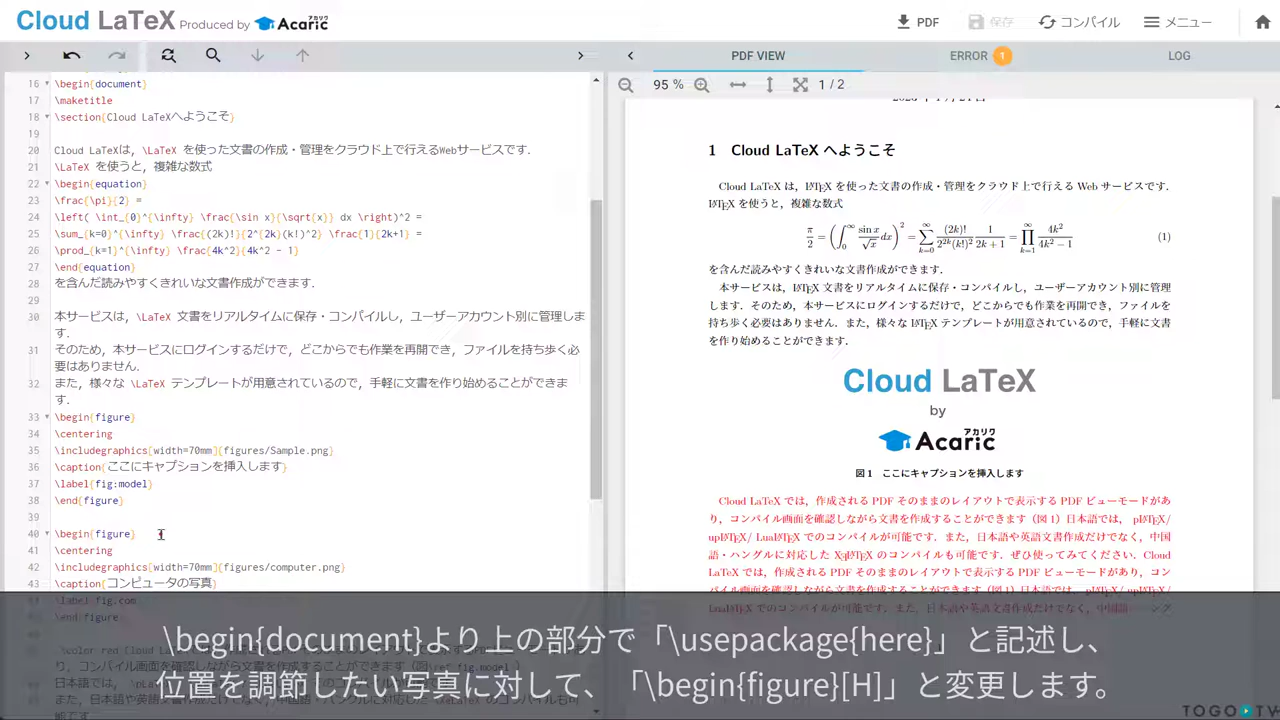 Cloud LaTeX Produced by アカリク Acaric
PDF 保存 コンパイル メニュー
PDF VIEW ERROR 1 LOG
95 % 1 / 2
16 \begin{document}
17 \maketitle
18 \section{Cloud LaTeXへようこそ}
19
20 Cloud LaTeXは，\LaTeX を使った文書の作成・管理をクラウド上で行えるWebサービスです．
21 \LaTeX を使うと，複雑な数式
22 \begin{equation}
23 \frac{\pi}{2} =
24 \left( \int_{0}^{\infty} \frac{\sin x}{\sqrt{x}} dx \right)^2 =
25 \sum_{k=0}^{\infty} \frac{(2k)!}{2^{2k}(k!)^2} \frac{1}{2k+1} =
26 \prod_{k=1}^{\infty} \frac{4k^2}{4k^2 - 1}
27 \end{equation}
28 を含んだ読みやすくきれいな文書作成ができます．
29
30 本サービスは，\LaTeX 文書をリアルタイムに保存・コンパイルし，ユーザーアカウント別に管理しま
す．
31 そのため，本サービスにログインするだけで，どこからでも作業を再開でき，ファイルを持ち歩く必
要はありません．
32 また，様々な \LaTeX テンプレートが用意されているので，手軽に文書を作り始めることができま
す．
33 \begin{figure}
34 \centering
35 \includegraphics[width=70mm]{figures/Sample.png}
36 \caption{ここにキャプションを挿入します}
37 \label{fig:model}
38 \end{figure}
39
40 \begin{figure}
41 \centering
42 \includegraphics[width=70mm]{figures/computer.png}
43 \caption{コンピュータの写真}
1 Cloud LaTeX へようこそ
Cloud LaTeX は，LaTeX を使った文書の作成・管理をクラウド上で行える Web サービスです．
LaTeX を使うと，複雑な数式
π/2 = (∫_0^∞ sin x/√x dx)^2 = ∑_{k=0}^∞ (2k)!/2^{2k}(k!)^2 1/2k+1 = ∏_{k=1}^∞ 4k^2/4k^2−1 (1)
を含んだ読みやすくきれいな文書作成ができます．
本サービスは，LaTeX 文書をリアルタイムに保存・コンパイルし，ユーザーアカウント別に管理
します．そのため，本サービスにログインするだけで，どこからでも作業を再開でき，ファイルを
持ち歩く必要はありません．また，様々な LaTeX テンプレートが用意されているので，手軽に文書
を作り始めることができます．
Cloud LaTeX
by
アカリク
Acaric
図1 ここにキャプションを挿入します
Cloud LaTeX では，作成される PDF そのままのレイアウトで表示する PDF ビューモードがあ
り，コンパイル画面を確認しながら文書を作成することができます（図 1）日本語では， pLaTeX/
upLaTeX/ LuaLaTeX でのコンパイルが可能です．また，日本語や英語文書作成だけでなく，中国
語・ハングルに対応した XeLaTeX のコンパイルも可能です．ぜひ使ってみてください．Cloud
LaTeX では，作成される PDF そのままのレイアウトで表示する PDF ビューモードがあり，コン
\begin{document}より上の部分で「\usepackage{here}」と記述し、
位置を調節したい写真に対して、「\begin{figure}[H]」と変更します。
TOGOTV